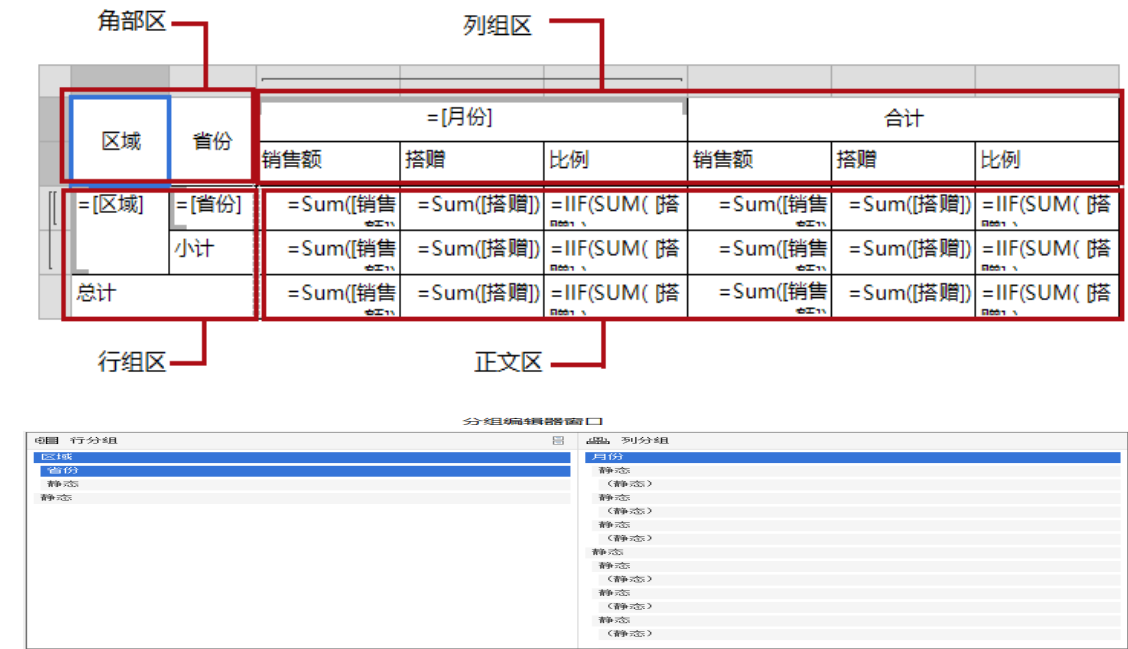 角部区
列组区
区域 省份 =[月份] 合计
销售额 搭赠 比例 销售额 搭赠 比例
=[区域] =[省份] =Sum([销售 =Sum([搭赠]) =IIF(SUM( [搭 =Sum([销售 =Sum([搭赠]) =IIF(SUM( [搭
小计 =Sum([销售 =Sum([搭赠]) =IIF(SUM( [搭 =Sum([销售 =Sum([搭赠]) =IIF(SUM( [搭
总计 =Sum([销售 =Sum([搭赠]) =IIF(SUM( [搭 =Sum([销售 =Sum([搭赠]) =IIF(SUM( [搭
行组区
正文区
分组编辑器窗口
行分组
区域
省份
静态
静态
列分组
月份
静态
（静态）
静态
（静态）
静态
（静态）
静态
静态
（静态）
静态
（静态）
静态
（静态）